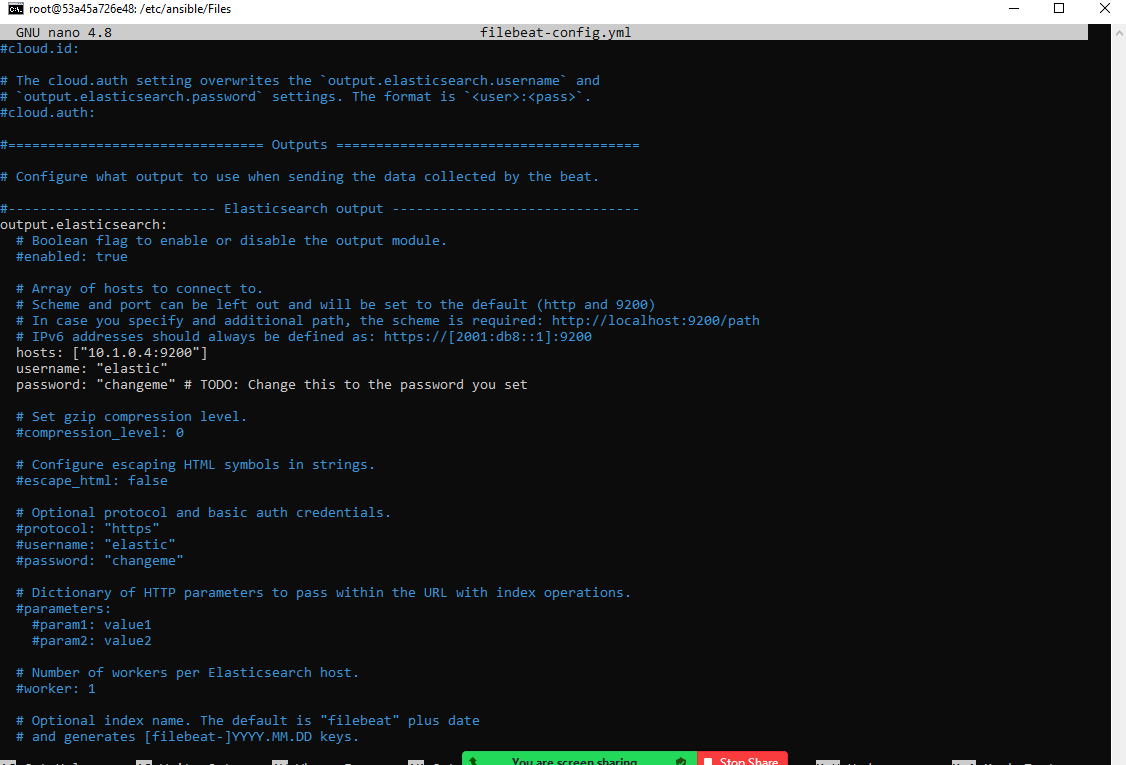 root@53a45a726e48: /etc/ansible/Files
GNU nano 4.8 filebeat-config.yml
#cloud.id:
# The cloud.auth setting overwrites the `output.elasticsearch.username` and
# `output.elasticsearch.password` settings. The format is `<user>:<pass>`.
#cloud.auth:
#================================ Outputs ======================================
# Configure what output to use when sending the data collected by the beat.
#-------------------------- Elasticsearch output -------------------------------
output.elasticsearch:
# Boolean flag to enable or disable the output module.
#enabled: true
# Array of hosts to connect to.
# Scheme and port can be left out and will be set to the default (http and 9200)
# In case you specify and additional path, the scheme is required: http://localhost:9200/path
# IPv6 addresses should always be defined as: https://[2001:db8::1]:9200
hosts: ["10.1.0.4:9200"]
username: "elastic"
password: "changeme" # TODO: Change this to the password you set
# Set gzip compression level.
#compression_level: 0
# Configure escaping HTML symbols in strings.
#escape_html: false
# Optional protocol and basic auth credentials.
#protocol: "https"
#username: "elastic"
#password: "changeme"
# Dictionary of HTTP parameters to pass within the URL with index operations.
#parameters:
#param1: value1
#param2: value2
# Number of workers per Elasticsearch host.
#worker: 1
# Optional index name. The default is "filebeat" plus date
# and generates [filebeat-]YYYY.MM.DD keys.
You are screen sharing Stop Share